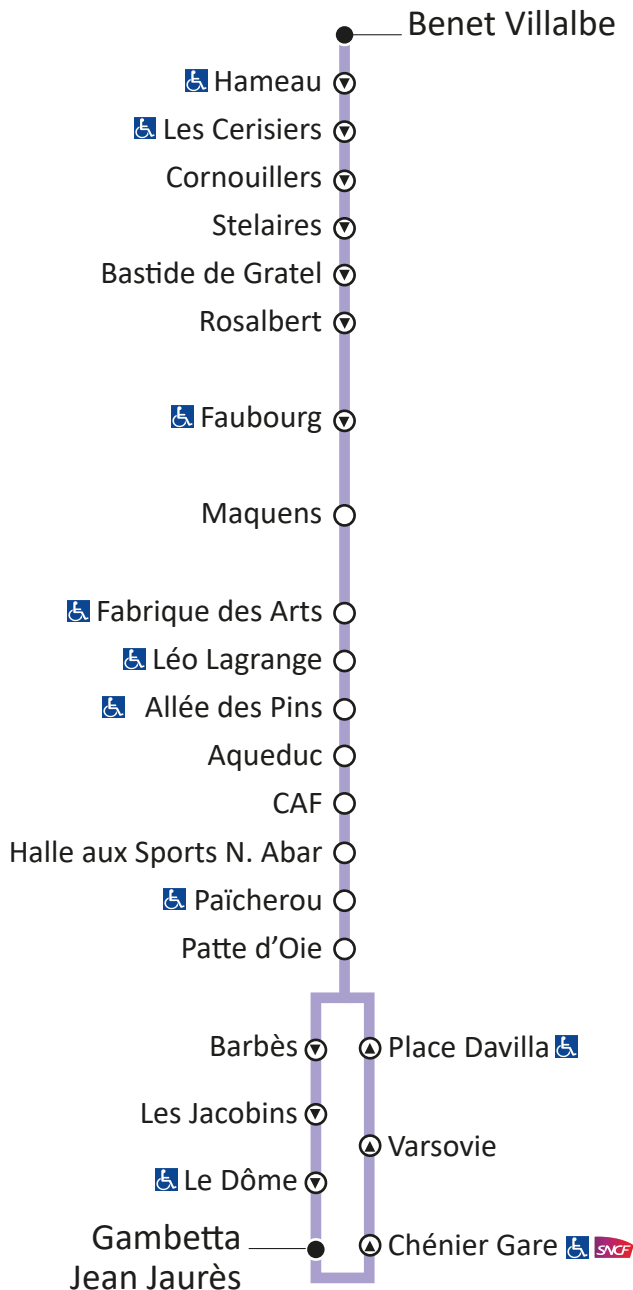 Benet Villalbe
Hameau
Les Cerisiers
Cornouillers
Stelaires
Bastide de Gratel
Rosalbert
Faubourg
Maquens
Fabrique des Arts
Léo Lagrange
Allée des Pins
Aqueduc
CAF
Halle aux Sports N. Abar
Païcherou
Patte d'Oie
Barbès
Place Davilla
Les Jacobins
Varsovie
Le Dôme
Gambetta
Jean Jaurès
Chénier Gare SNCF